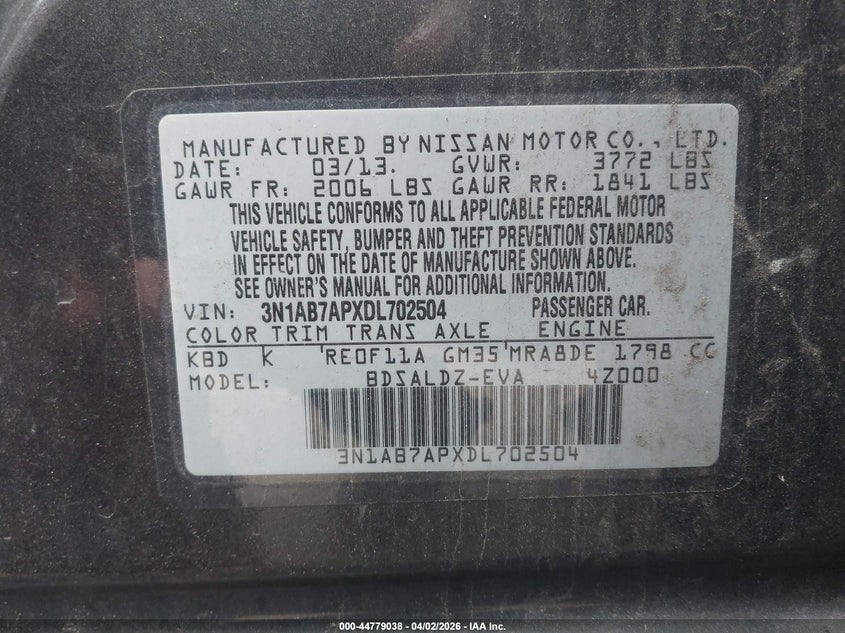 MANUFACTURED BY NISSAN MOTOR CO., LTD.
DATE: 03/13. GVWR: 3772 LBS
GAWR FR: 2006 LBS GAWR RR: 1841 LBS
THIS VEHICLE CONFORMS TO ALL APPLICABLE FEDERAL MOTOR
VEHICLE SAFETY, BUMPER AND THEFT PREVENTION STANDARDS
IN EFFECT ON THE DATE OF MANUFACTURE SHOWN ABOVE.
SEE OWNER'S MANUAL FOR ADDITIONAL INFORMATION.
VIN: 3N1AB7APXDL702504 PASSENGER CAR.
COLOR TRIM TRANS AXLE ENGINE
KBD K 'RE0F11A GM35'MRA8DE 1798 CC
MODEL: BDSALDZ-EVA 4Z000
3N1AB7APXDL702504
000-44779038 - 04/02/2026 - IAA Inc.